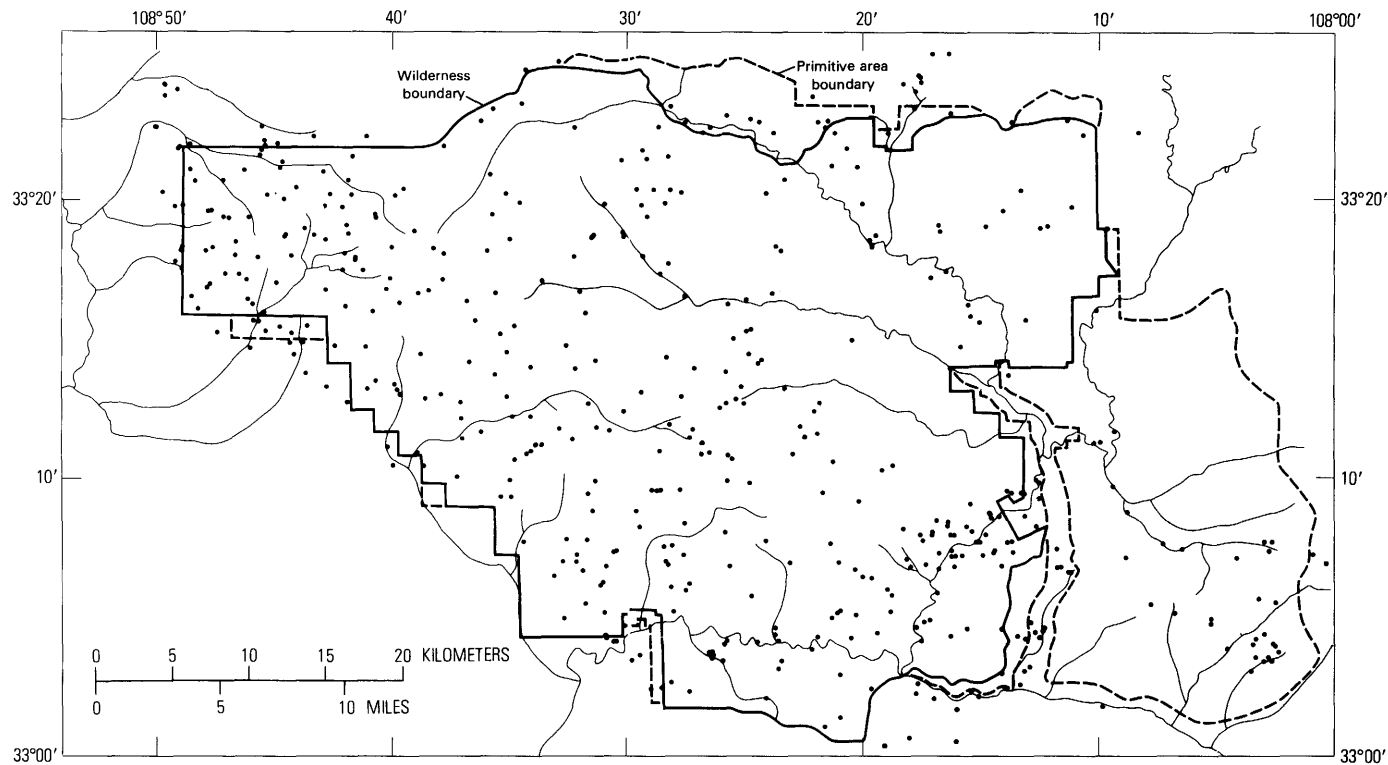 108°50′ 40′ 30′ 20′ 10′ 108°00′
Wilderness
boundary
Primitive area
boundary
33°20′ 33°20′
10′ 10′
0 5 10 15 20 KILOMETERS
0 5 10 MILES
33°00′ 33°00′